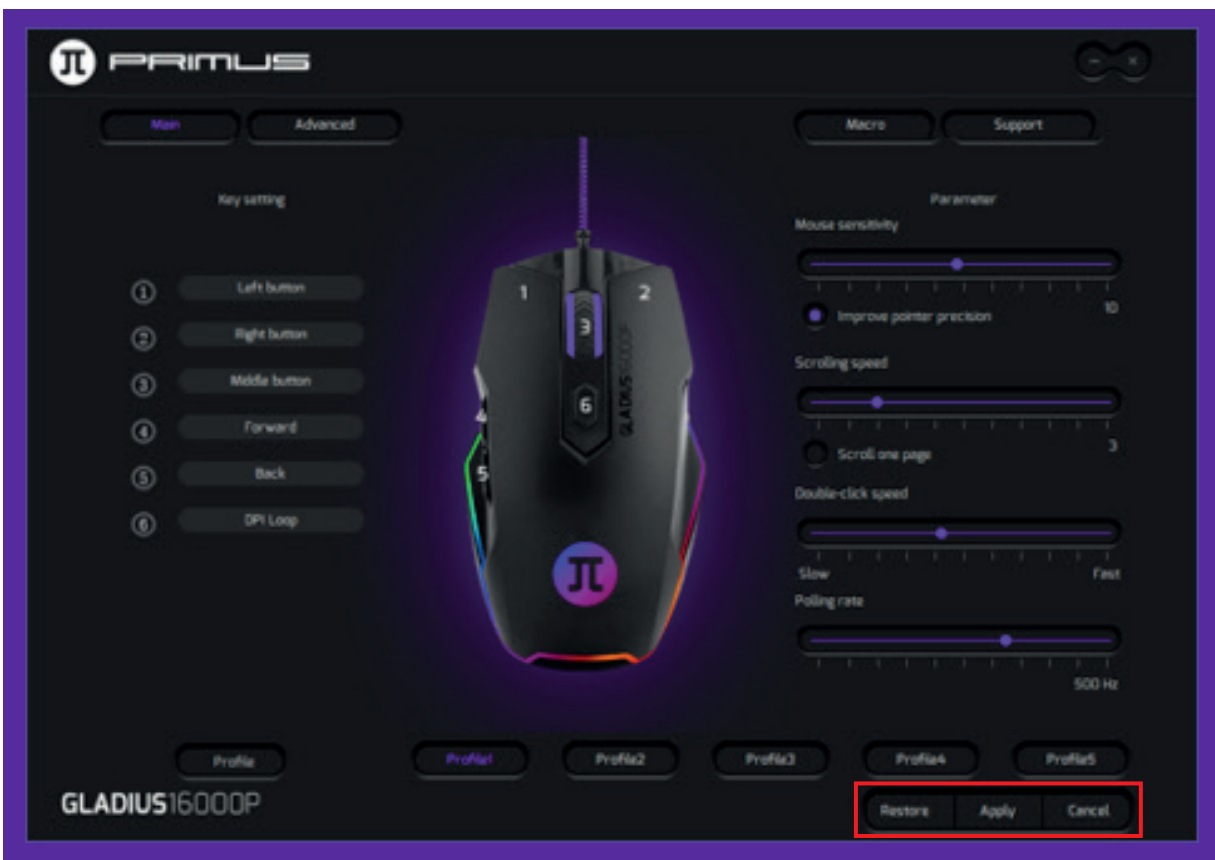 PRIMUS
Main
Advanced
Macro
Support
Key setting
1 Left button
2 Right button
3 Middle button
4 Forward
5 Back
6 DPI Loop
1
2
3
4
5
6
GLADIUS16000P
Parameter
Mouse sensitivity
10
Improve pointer precision
Scrolling speed
3
Scroll one page
Double-click speed
Slow Fast
Polling rate
500 Hz
Profile
Profile1
Profile2
Profile3
Profile4
Profile5
GLADIUS16000P
Restore Apply Cancel